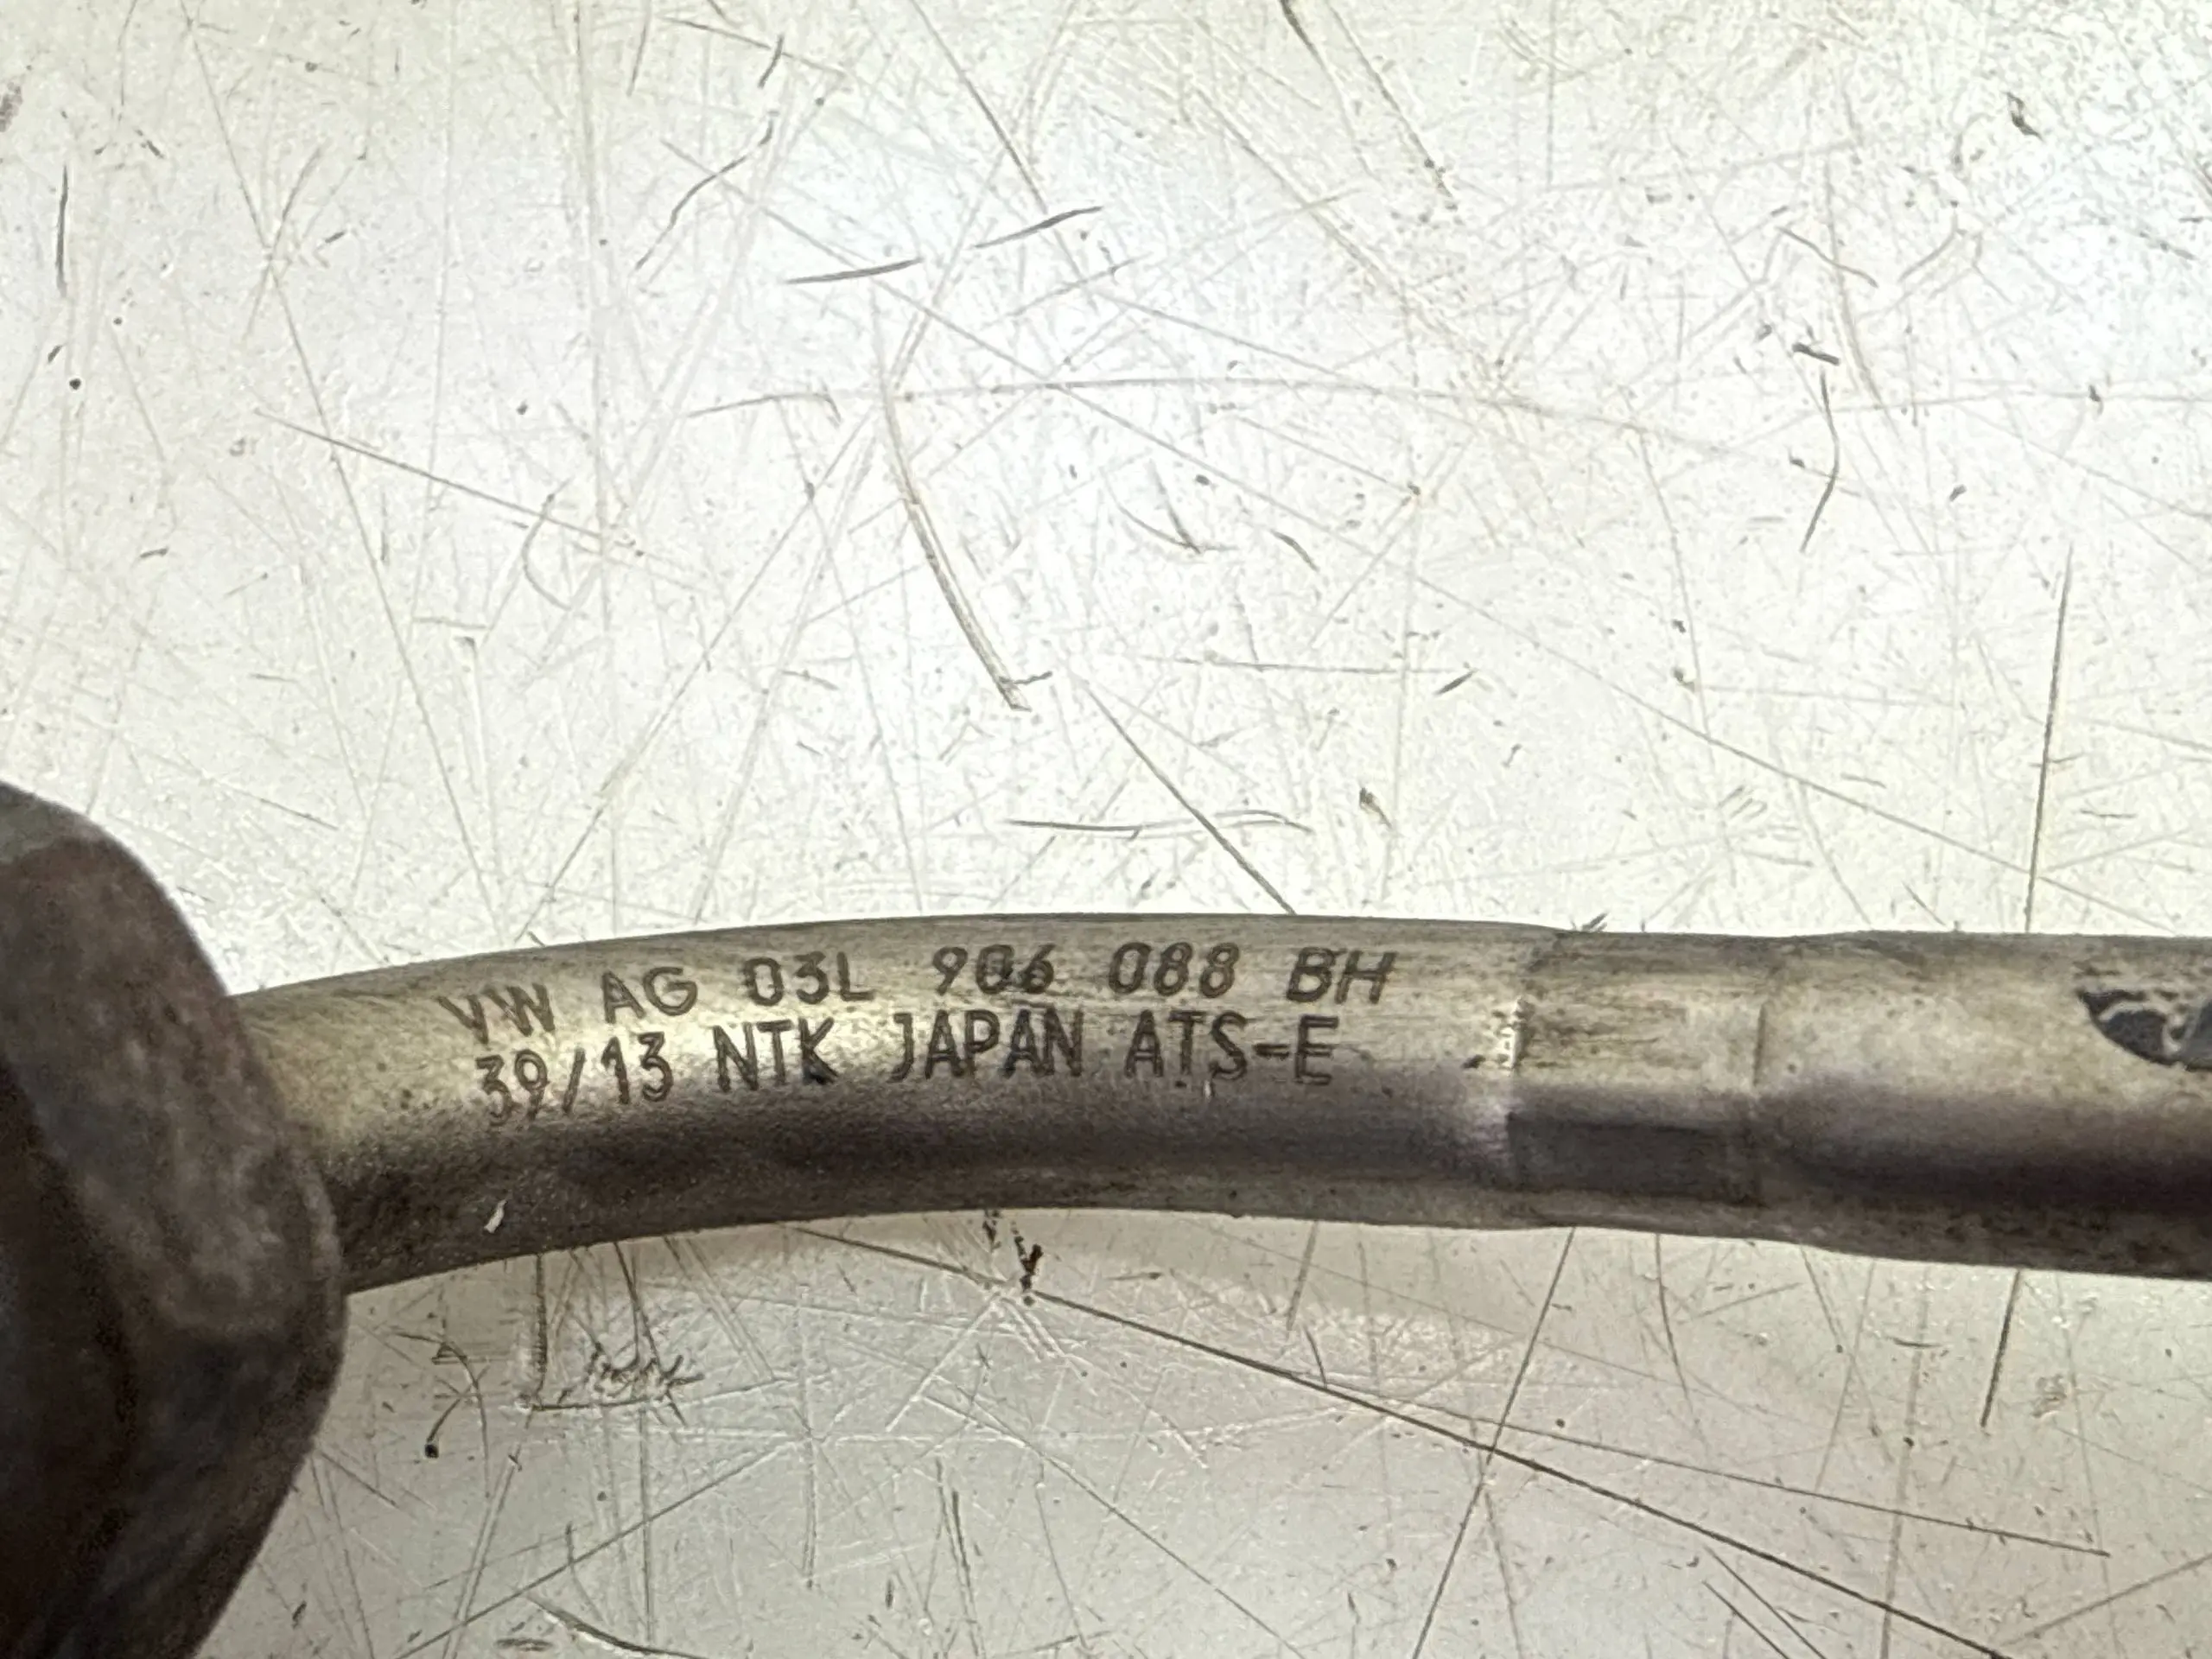 VW AG 03L 906 088 BH
39/13 NTK JAPAN ATS-E